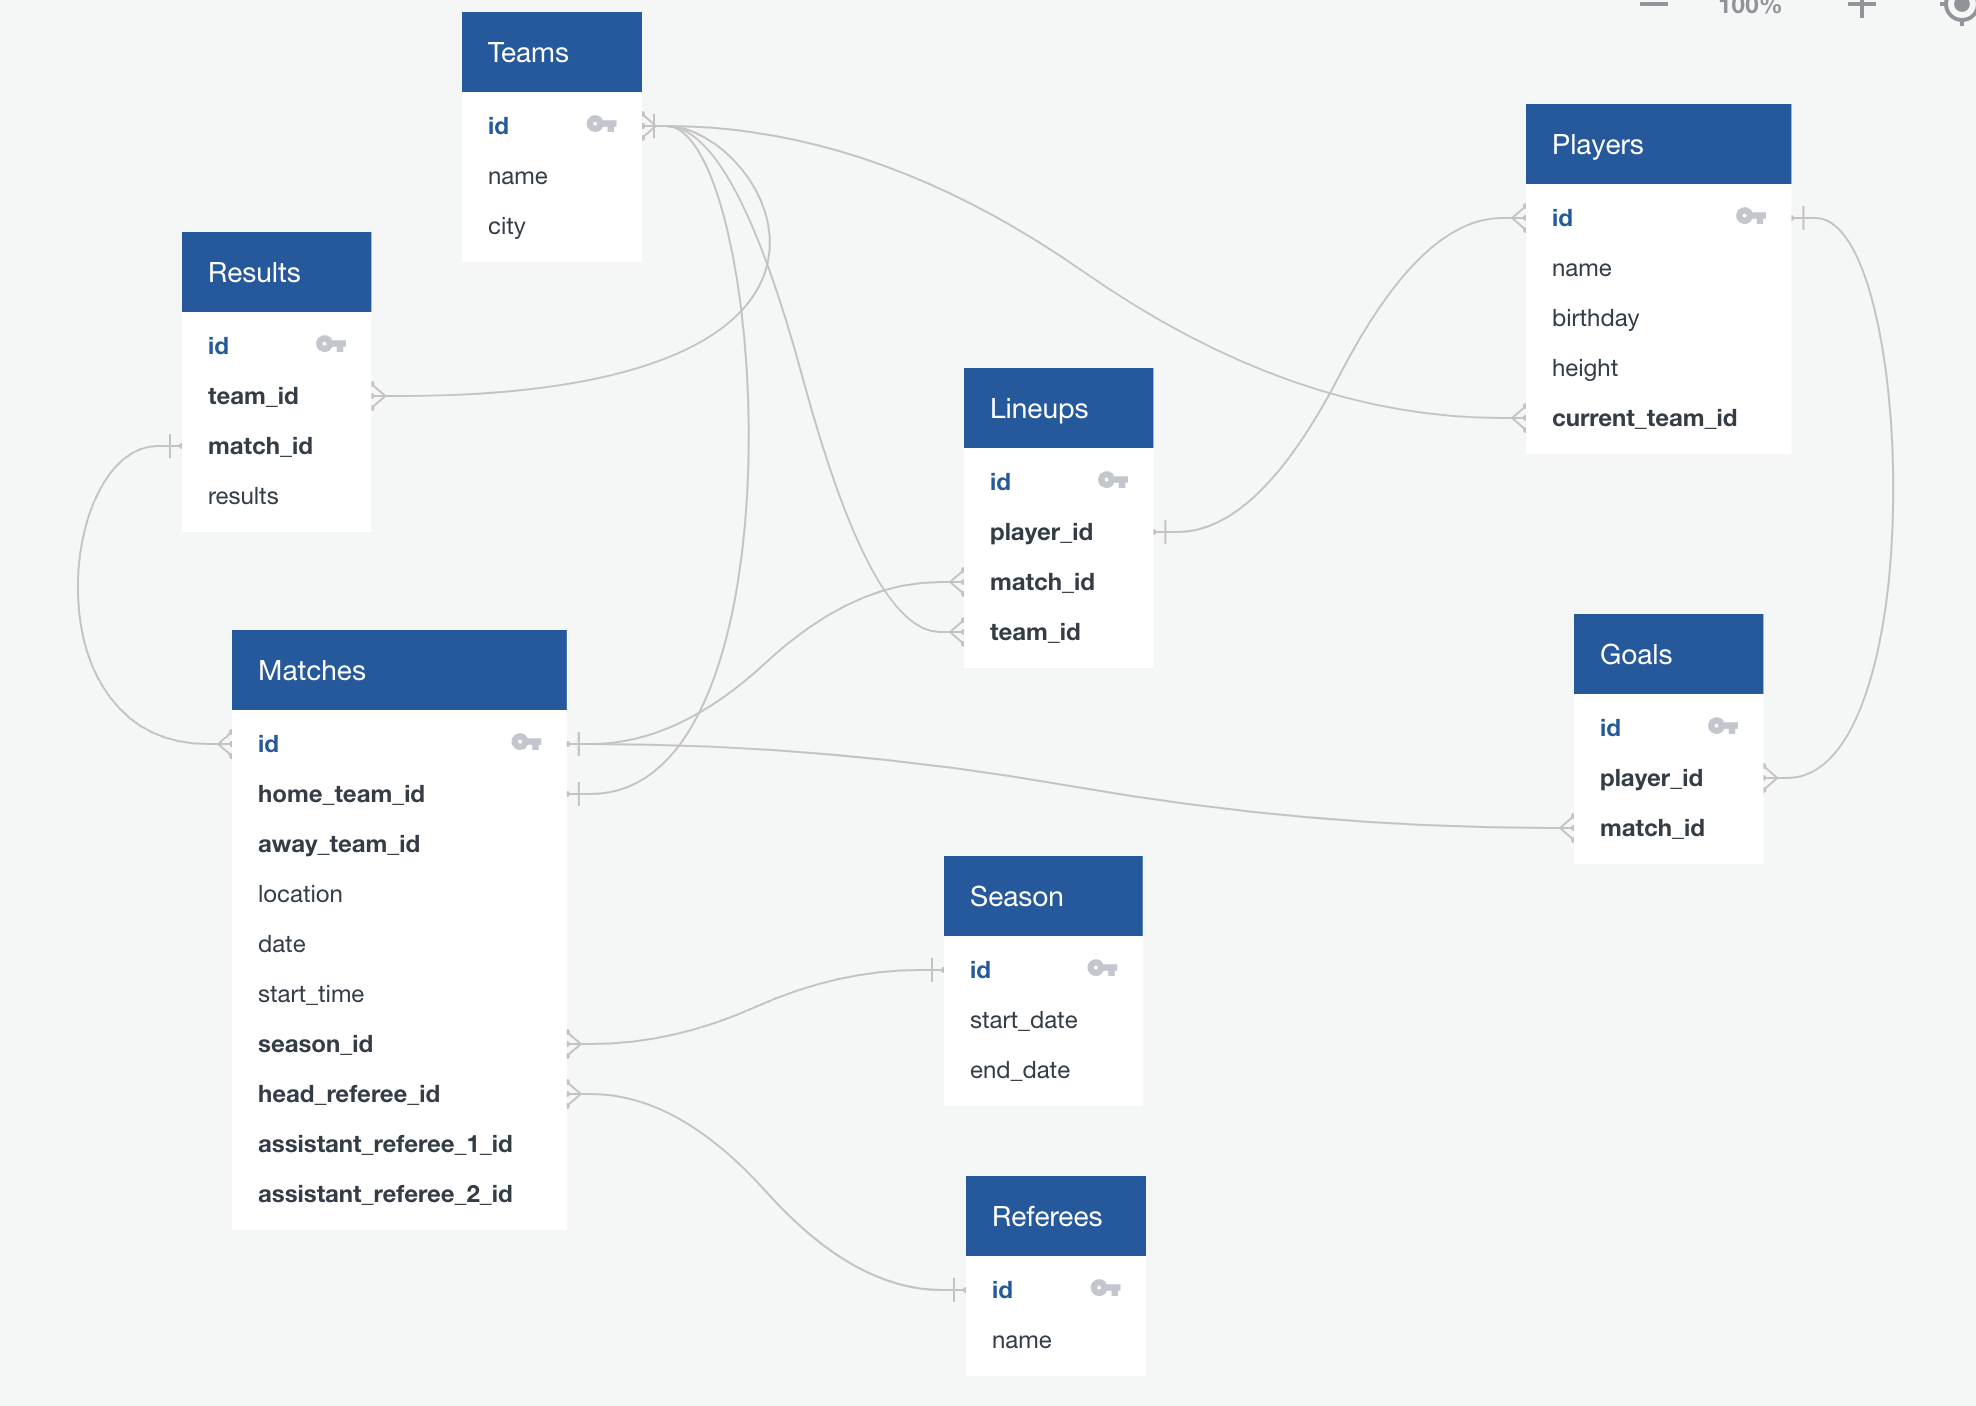 100%
Teams
id
name
city
Results
id
team_id
match_id
results
Matches
id
home_team_id
away_team_id
location
date
start_time
season_id
head_referee_id
assistant_referee_1_id
assistant_referee_2_id
Lineups
id
player_id
match_id
team_id
Season
id
start_date
end_date
Referees
id
name
Players
id
name
birthday
height
current_team_id
Goals
id
player_id
match_id